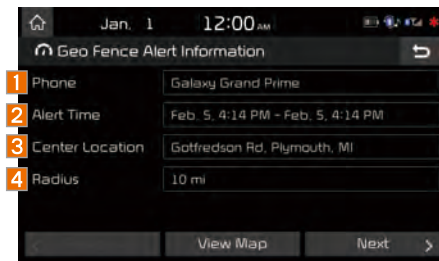 Jan. 1 12:00 AM
Geo Fence Alert Information
1 Phone Galaxy Grand Prime
2 Alert Time Feb. 5, 4:14 PM - Feb. 5, 4:14 PM
3 Center Location Gotfredson Rd, Plymouth, MI
4 Radius 10 mi
View Map Next